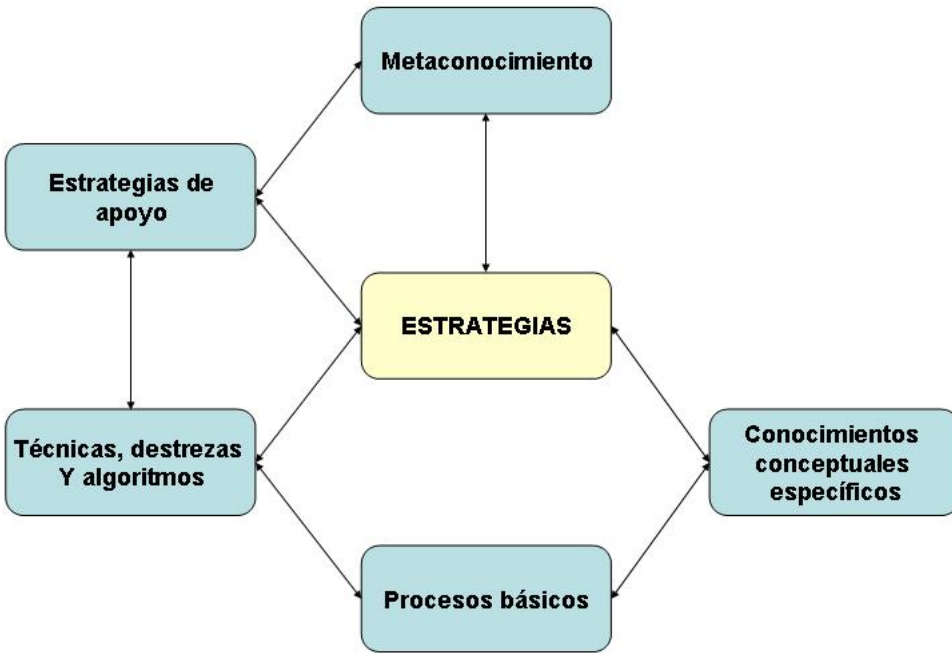 Metaconocimiento
Estrategias de
apoyo
ESTRATEGIAS
Técnicas, destrezas
Y algoritmos
Conocimientos
conceptuales
específicos
Procesos básicos